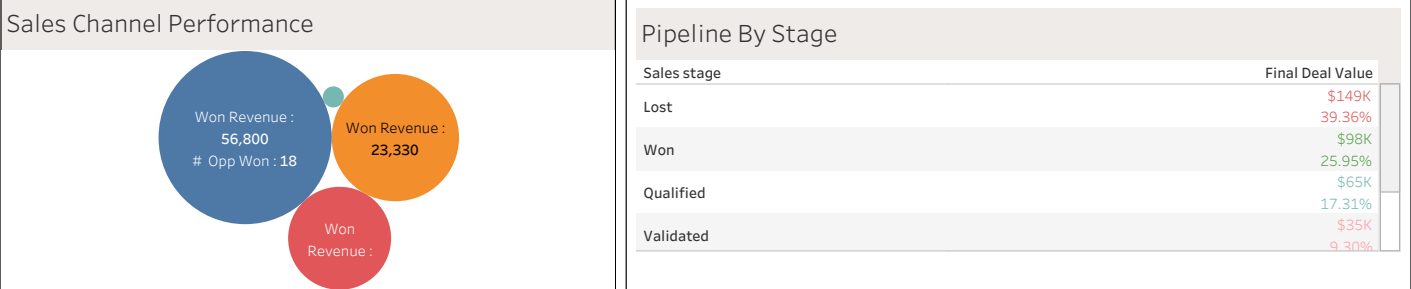 Sales Channel Performance
Won Revenue :
56,800
# Opp Won : 18
Won Revenue :
23,330
Won
Revenue :
Pipeline By Stage
Sales stage Final Deal Value
Lost
$149K
39.36%
Won
$98K
25.95%
Qualified
$65K
17.31%
Validated
$35K
9.30%